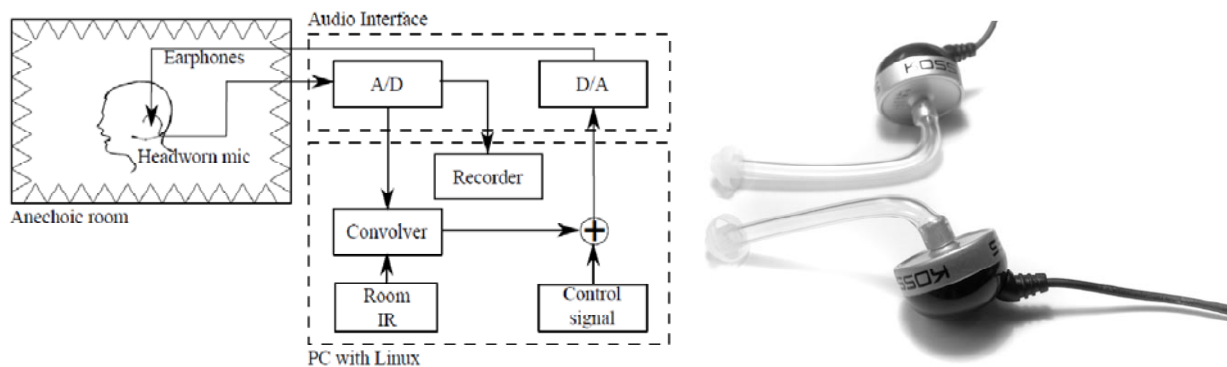 Audio Interface
Earphones
A/D
D/A
Headworn mic
Recorder
Anechoic room
Convolver
+
Room
IR
Control
signal
PC with Linux
KOSS
KOSS